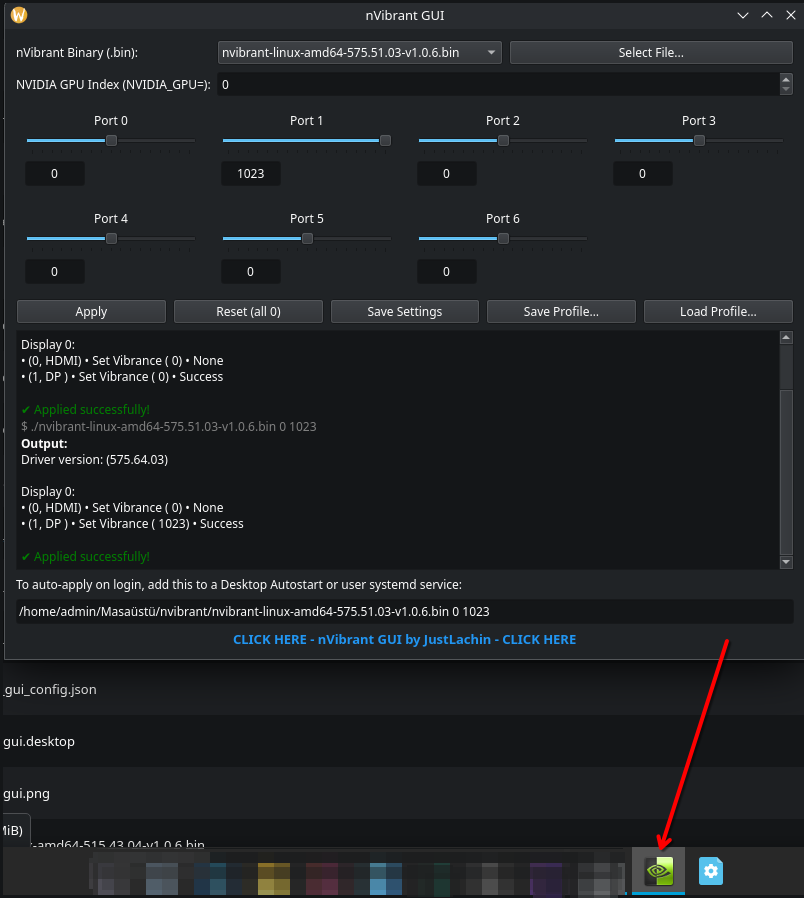 nVibrant GUI
nVibrant Binary (.bin):
nvibrant-linux-amd64-575.51.03-v1.0.6.bin
Select File...
NVIDIA GPU Index (NVIDIA_GPU=):
0
Port 0
Port 1
Port 2
Port 3
0
1023
0
0
Port 4
Port 5
Port 6
0
0
0
Apply
Reset (all 0)
Save Settings
Save Profile...
Load Profile...
Display 0:
• (0, HDMI) • Set Vibrance ( 0) • None
• (1, DP ) • Set Vibrance ( 0) • Success
✔ Applied successfully!
$ ./nvibrant-linux-amd64-575.51.03-v1.0.6.bin 0 1023
Output:
Driver version: (575.64.03)
Display 0:
• (0, HDMI) • Set Vibrance ( 0) • None
• (1, DP ) • Set Vibrance ( 1023) • Success
✔ Applied successfully!
To auto-apply on login, add this to a Desktop Autostart or user systemd service:
/home/admin/Masaüstü/nvibrant/nvibrant-linux-amd64-575.51.03-v1.0.6.bin 0 1023
CLICK HERE - nVibrant GUI by JustLachin - CLICK HERE
_gui_config.json
gui.desktop
gui.png
MiB)
-amd64-515.43.04-v1.0.6.bin